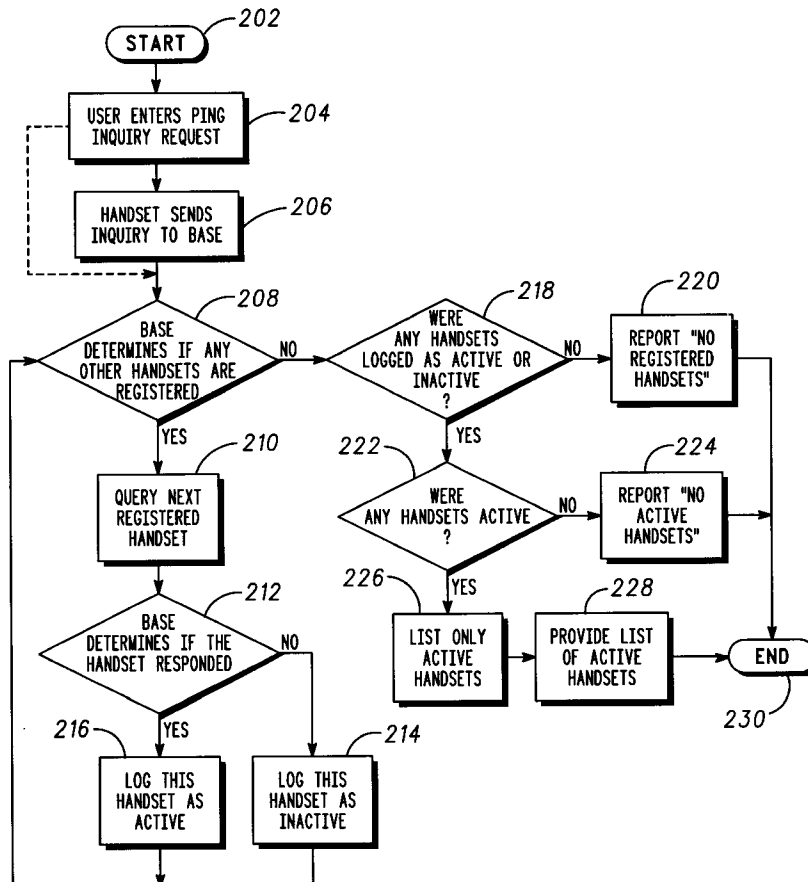 202
START
USER ENTERS PING
INQUIRY REQUEST
204
HANDSET SENDS
INQUIRY TO BASE
206
208
BASE
DETERMINES IF ANY
OTHER HANDSETS ARE
REGISTERED
NO
YES
218
WERE
ANY HANDSETS
LOGGED AS ACTIVE OR
INACTIVE
?
NO
YES
220
REPORT "NO
REGISTERED
HANDSETS"
210
QUERY NEXT
REGISTERED
HANDSET
222
WERE
ANY HANDSETS ACTIVE
?
NO
YES
224
REPORT "NO
ACTIVE
HANDSETS"
212
BASE
DETERMINES IF THE
HANDSET RESPONDED
NO
YES
226
LIST ONLY
ACTIVE
HANDSETS
228
PROVIDE LIST
OF ACTIVE
HANDSETS
END
230
216
LOG THIS
HANDSET AS
ACTIVE
214
LOG THIS
HANDSET AS
INACTIVE